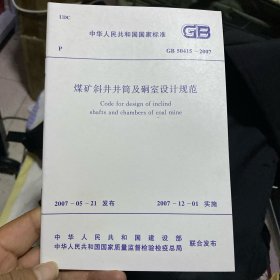 UDC
中华人民共和国国家标准
GB
P
GB 50415－2007
煤矿斜井井筒及硐室设计规范
Code for design of inclind
shafts and chambers of coal mine
2007－05－21 发布
2007－12－01 实施
中华人民共和国建设部
中华人民共和国国家质量监督检验检疫总局
联合发布